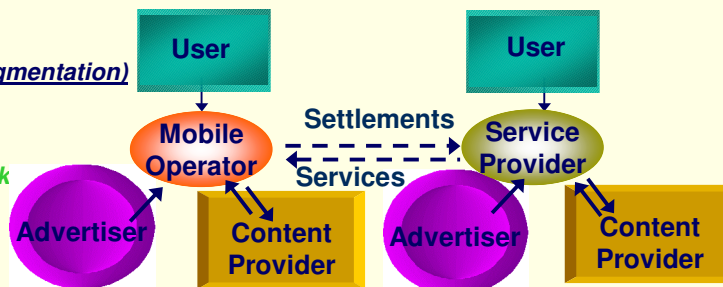 User
User
gmentation)
Settlements
Mobile
Operator
Service
Provider
Services
k
Advertiser
Content
Provider
Advertiser
Content
Provider